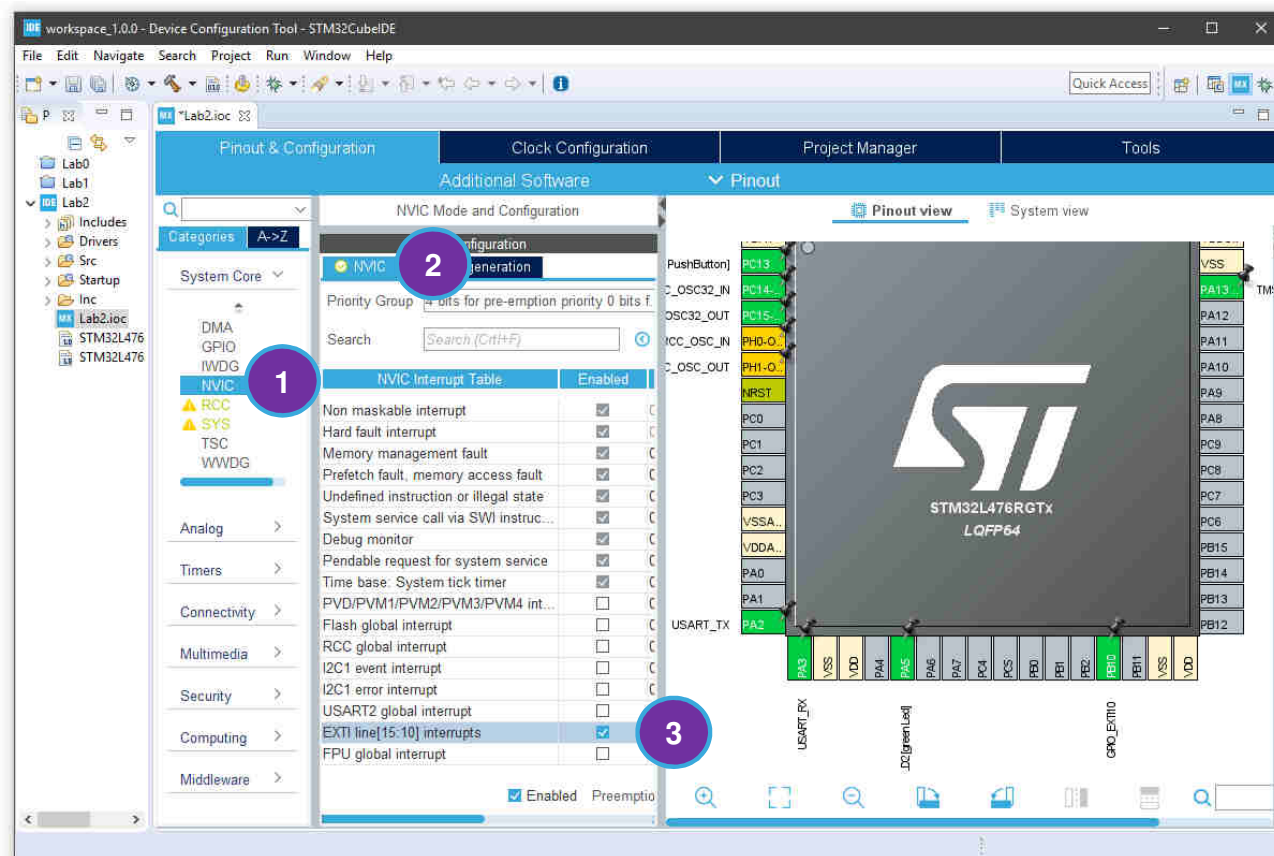 IDE workspace_1.0.0 - Device Configuration Tool - STM32CubeIDE
File Edit Navigate Search Project Run Window Help
Quick Access
P
MX *Lab2.ioc
Lab0
Lab1
IDE Lab2
Includes
Drivers
Src
Startup
Inc
MX Lab2.ioc
STM32L476
STM32L476
Pinout & Configuration
Clock Configuration
Project Manager
Tools
Additional Software
Pinout
Categories
A->Z
System Core
DMA
GPIO
IWDG
NVIC
RCC
SYS
TSC
WWDG
Analog
Timers
Connectivity
Multimedia
Security
Computing
Middleware
1
NVIC Mode and Configuration
nfiguration
NVIC
2
eneration
Priority Group 4 bits for pre-emption priority 0 bits f
Search Search (Crtl+F)
NVIC Interrupt Table Enabled
Non maskable interrupt
Hard fault interrupt
Memory management fault
Prefetch fault, memory access fault
Undefined instruction or illegal state
System service call via SWI instruc...
Debug monitor
Pendable request for system service
Time base: System tick timer
PVD/PVM1/PVM2/PVM3/PVM4 int...
Flash global interrupt
RCC global interrupt
I2C1 event interrupt
I2C1 error interrupt
USART2 global interrupt
EXTI line[15:10] interrupts
FPU global interrupt
3
Enabled Preemptio
Pinout view
System view
PushButton] PC13
C_OSC32_IN PC14-
OSC32_OUT PC15-
RCC_OSC_IN PH0-O..
C_OSC_OUT PH1-O..
NRST
PC0
PC1
PC2
PC3
VSSA..
VDDA..
PA0
PA1
USART_TX PA2
STM32L476RGTx
LQFP64
VSS
PA13 TMS
PA12
PA11
PA10
PA9
PA8
PC9
PC8
PC7
PC6
PB15
PB14
PB13
PB12
PA3
VSS
VDD
PA4
PA5
PA6
PA7
PC4
PC5
PB0
PB1
PB2
PB10
PB11
VSS
VDD
USART_RX
D2 [green Led]
GPIO_EXTI10